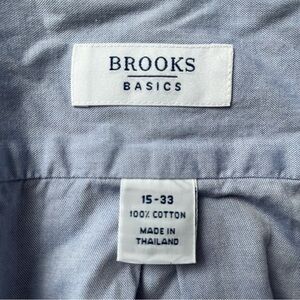 BROOKS
BASICS
15-33
100% COTTON
MADE IN
THAILAND